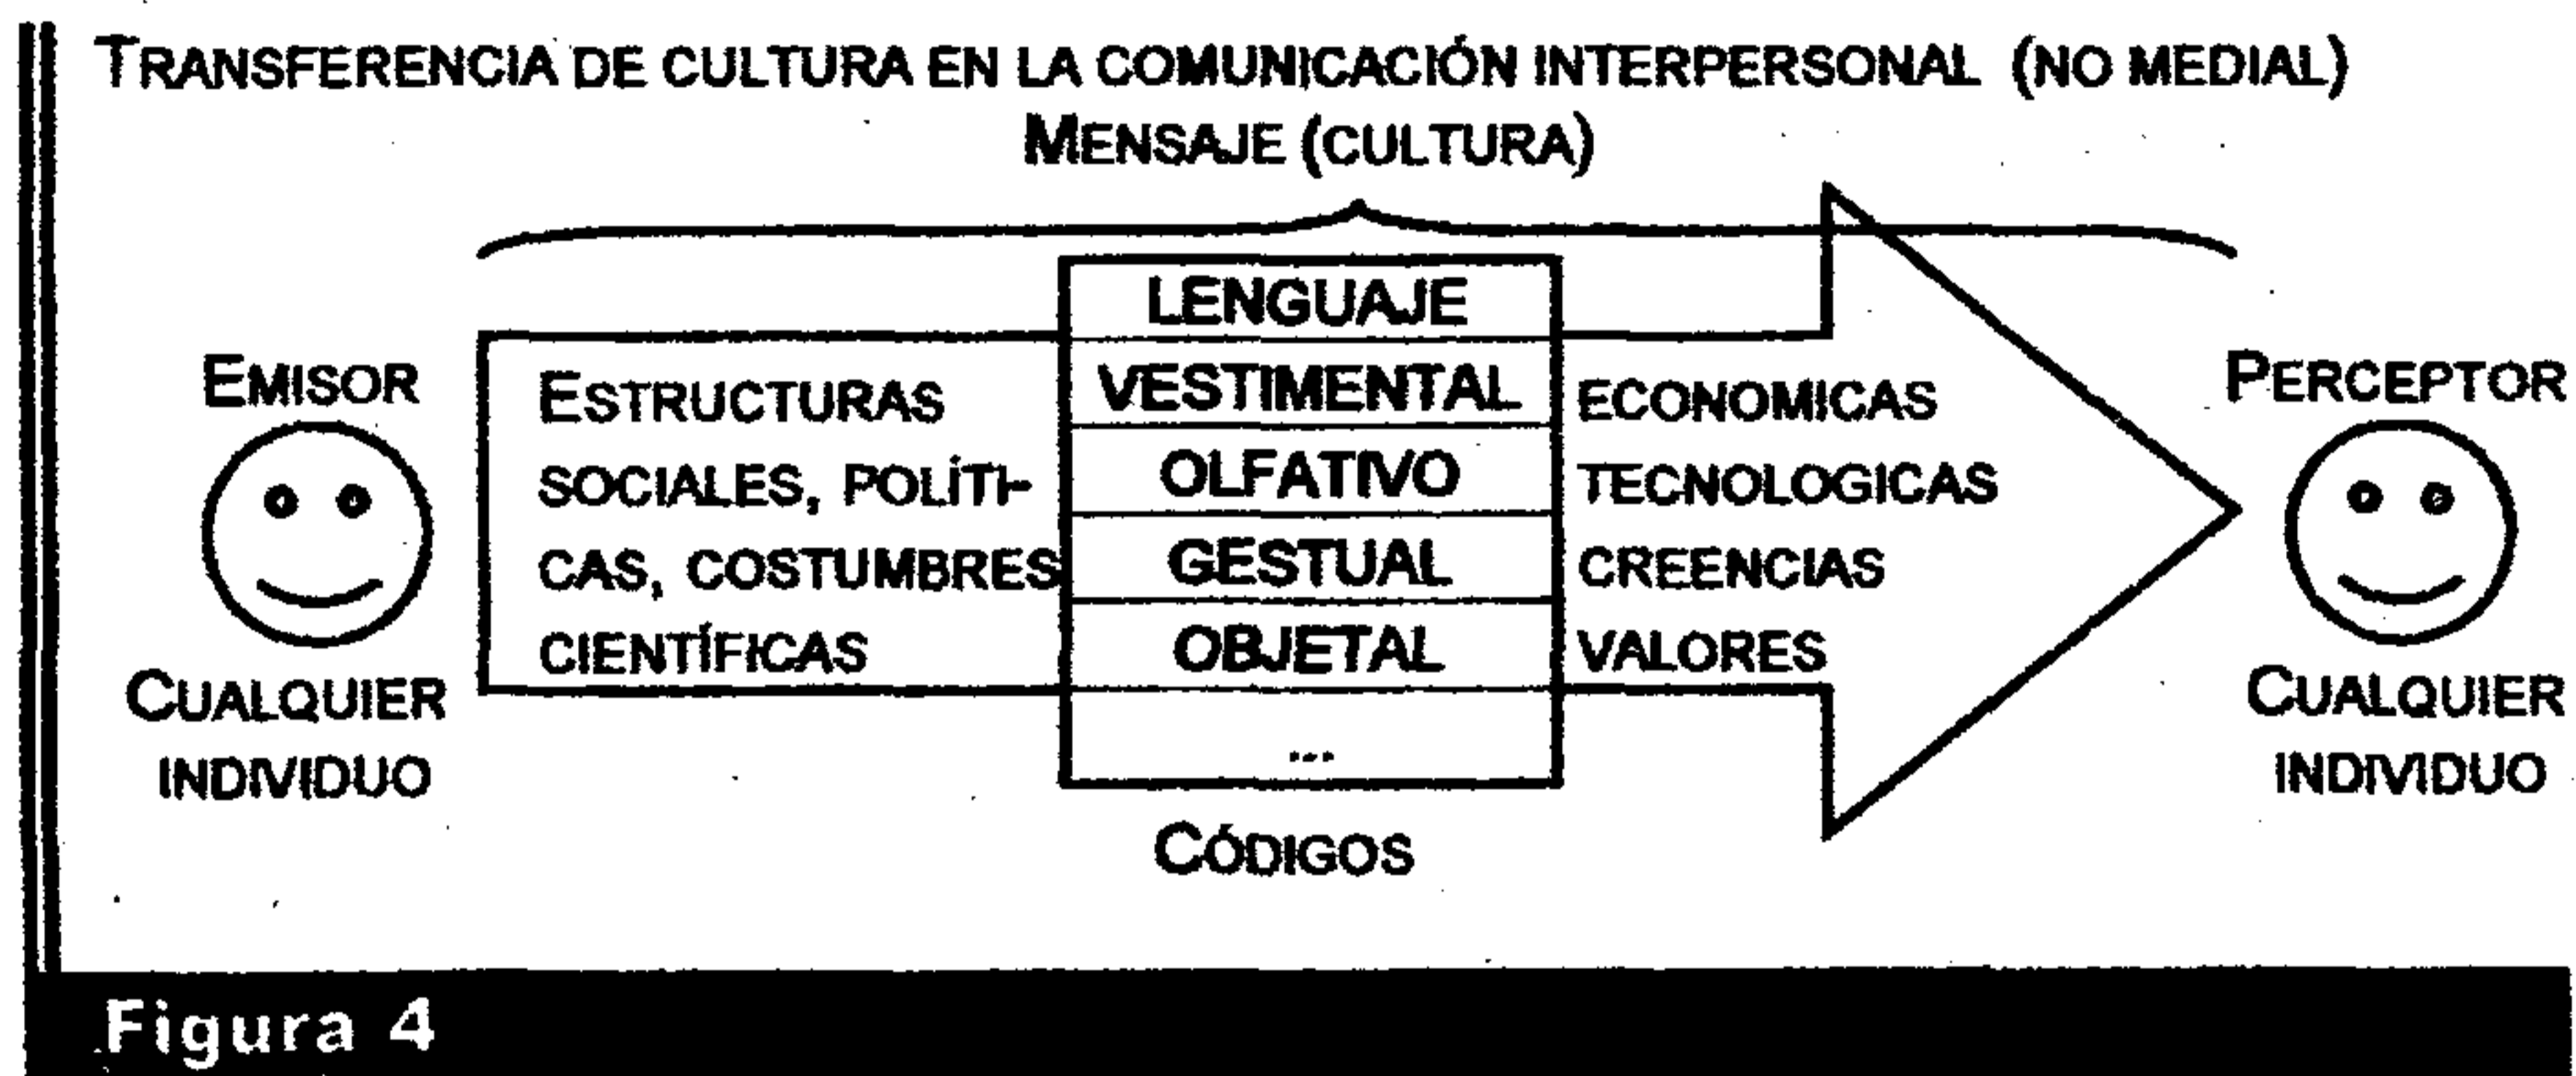 TRANSFERENCIA DE CULTURA EN LA COMUNICACIÓN INTERPERSONAL (NO MEDIAL)
MENSAJE (CULTURA)
EMISOR
CUALQUIER
INDIVIDUO
ESTRUCTURAS
SOCIALES, POLÍTI-
CAS, COSTUMBRES
CIENTÍFICAS
LENGUAJE
VESTIMENTAL
OLFATIVO
GESTUAL
OBJETAL
...
CÓDIGOS
ECONOMICAS
TECNOLOGICAS
CREENCIAS
VALORES
PERCEPTOR
CUALQUIER
INDIVIDUO
Figura 4